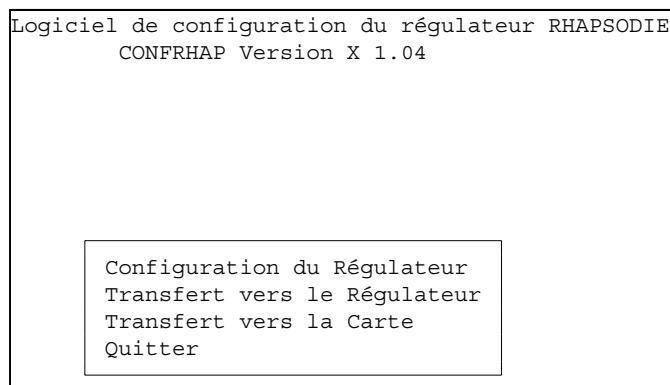 Logiciel de configuration du régulateur RHAPSODIE
CONFRHAP Version X 1.04
Configuration du Régulateur
Transfert vers le Régulateur
Transfert vers la Carte
Quitter